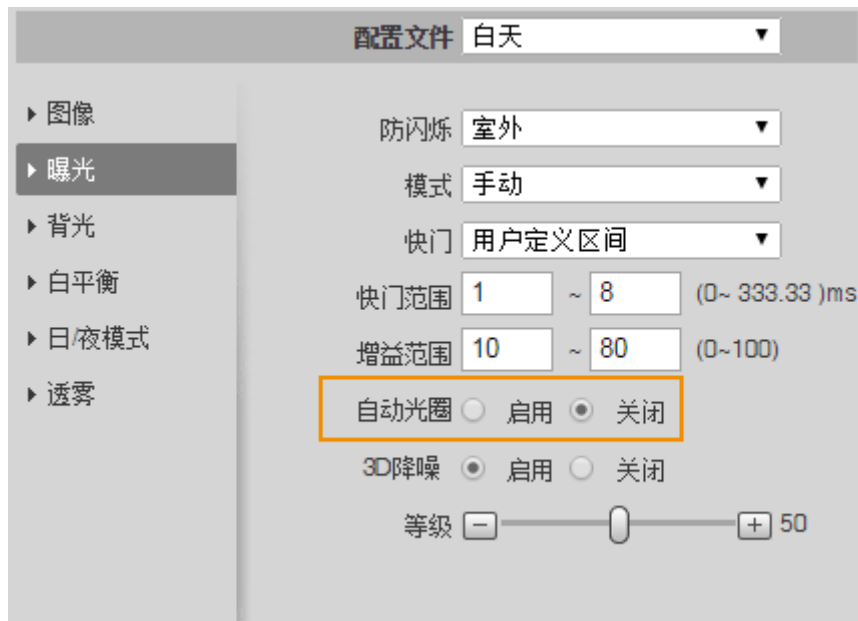 配置文件 白天
图像
曝光
背光
白平衡
日/夜模式
透雾
防闪烁 室外
模式 手动
快门 用户定义区间
快门范围 1 ~ 8 (0~ 333.33 )ms
增益范围 10 ~ 80 (0~100)
自动光圈 启用 关闭
3D降噪 启用 关闭
等级 − + 50